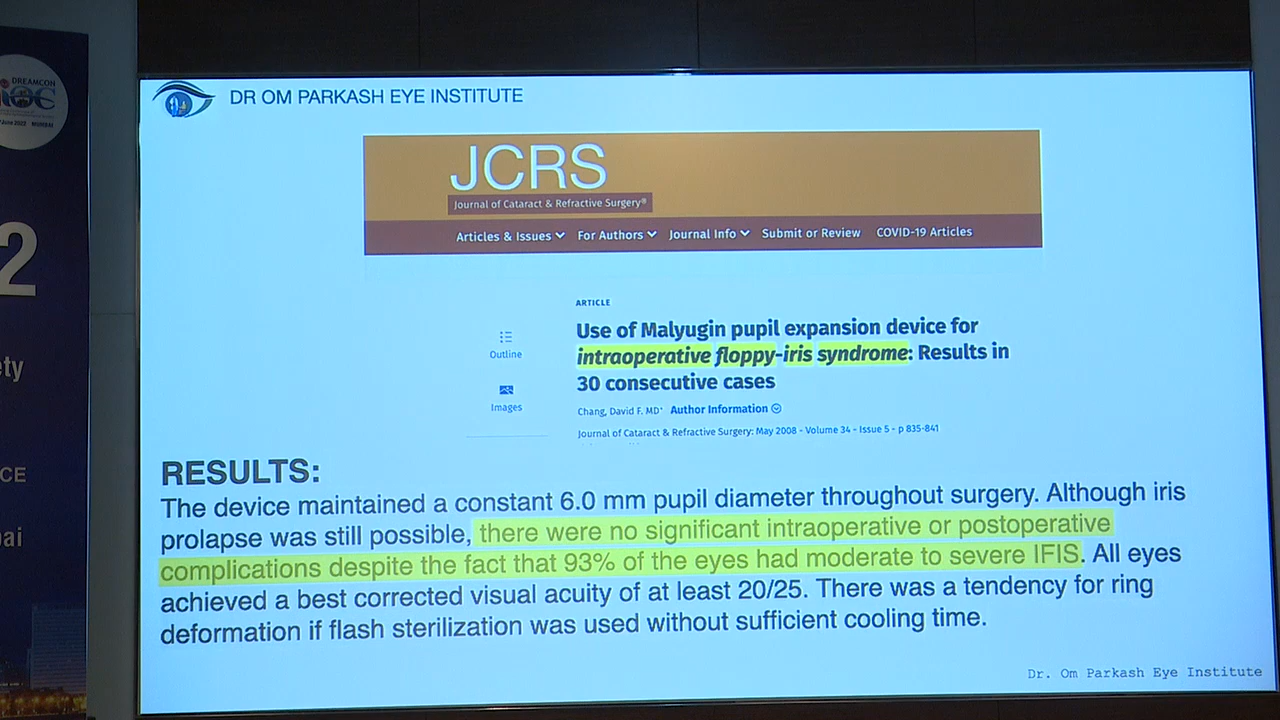 DREAMCON
iiOC
June 2022 MUMBAI
2
ty
CE
bai
DR OM PARKASH EYE INSTITUTE
JCRS
Journal of Cataract & Refractive Surgery®
Articles & Issues For Authors Journal Info Submit or Review COVID-19 Articles
ARTICLE
Outline
Images
Use of Malyugin pupil expansion device for
intraoperative floppy-iris syndrome: Results in
30 consecutive cases
Chang, David F. MD* Author Information
Journal of Cataract & Refractive Surgery: May 2008 - Volume 34 - Issue 5 - p 835-841
RESULTS:
The device maintained a constant 6.0 mm pupil diameter throughout surgery. Although iris
prolapse was still possible, there were no significant intraoperative or postoperative
complications despite the fact that 93% of the eyes had moderate to severe IFIS. All eyes
achieved a best corrected visual acuity of at least 20/25. There was a tendency for ring
deformation if flash sterilization was used without sufficient cooling time.
Dr. Om Parkash Eye Institute